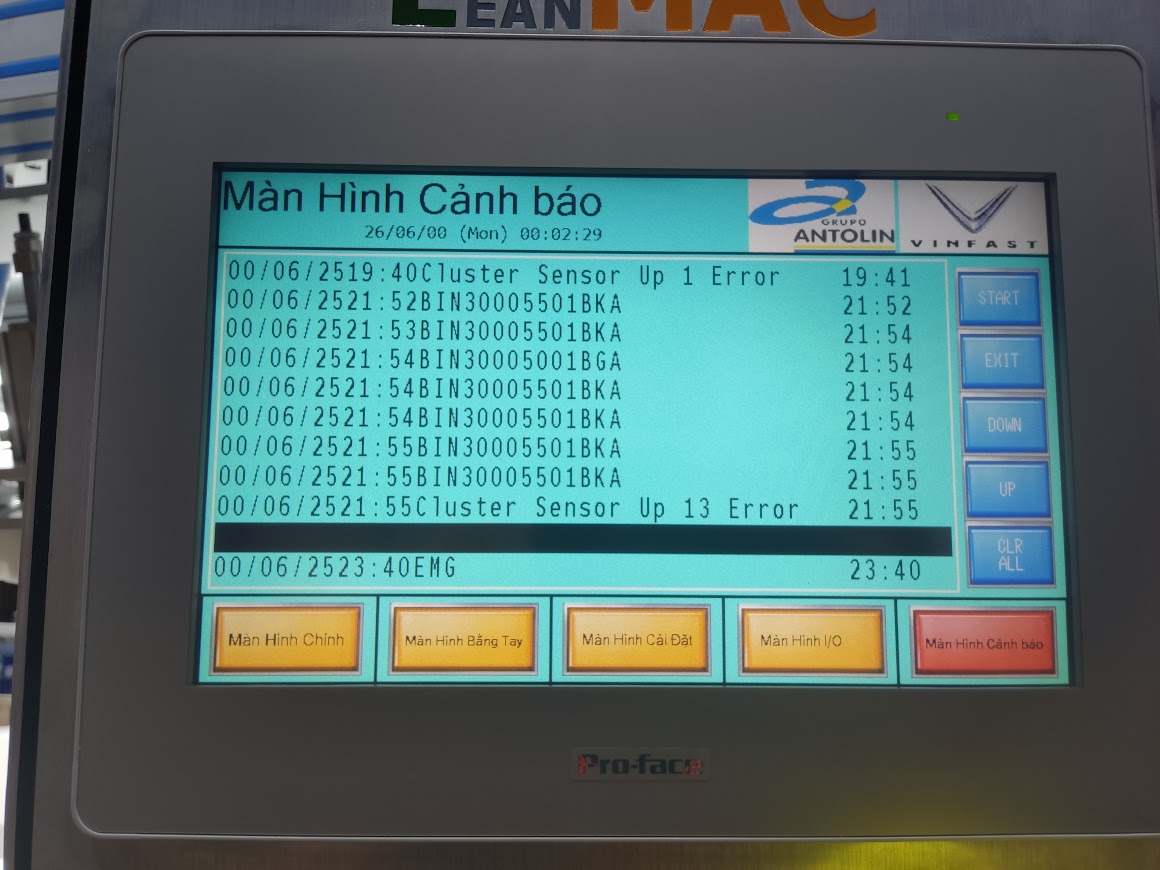 LEANMAC
Màn Hình Cảnh báo
26/06/00 (Mon) 00:02:29
GRUPO
ANTOLIN
VINFAST
00/06/2519:40Cluster Sensor Up 1 Error 19:41
00/06/2521:52BIN30005501BKA 21:52
00/06/2521:53BIN30005501BKA 21:54
00/06/2521:54BIN30005001BGA 21:54
00/06/2521:54BIN30005501BKA 21:54
00/06/2521:54BIN30005501BKA 21:54
00/06/2521:55BIN30005501BKA 21:55
00/06/2521:55BIN30005501BKA 21:55
00/06/2521:55Cluster Sensor Up 13 Error 21:55
00/06/2523:40EMG 23:40
START
EXIT
DOWN
UP
CLR
ALL
Màn Hình Chính
Màn Hình Bằng Tay
Màn Hình Cài Đặt
Màn Hình I/O
Màn Hình Cảnh báo
Pro-face